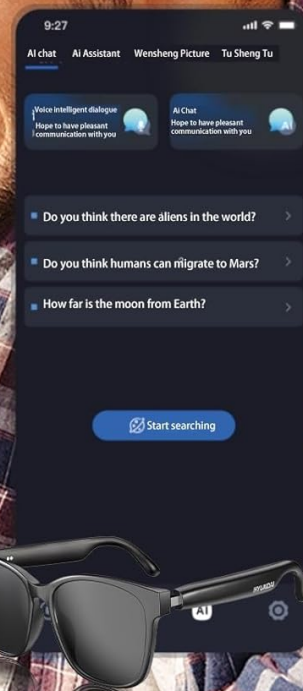 9:27
AI chat Ai Assistant Wensheng Picture Tu Sheng Tu
Voice intelligent dialogue
Hope to have pleasant
communication with you
Ai Chat
Hope to have pleasant
communication with you
AI
Do you think there are aliens in the world?
Do you think humans can migrate to Mars?
How far is the moon from Earth?
Start searching
AI